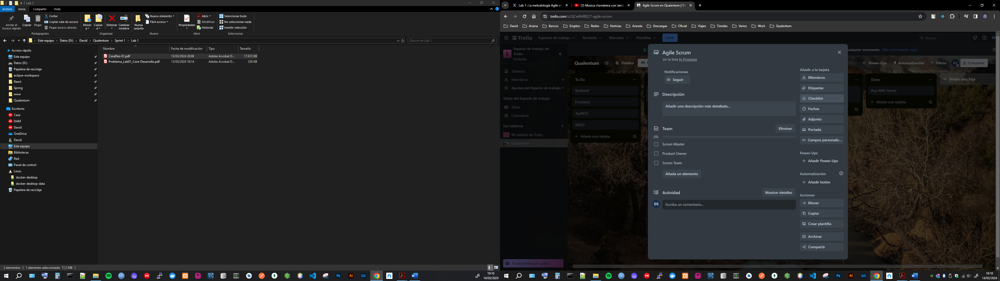 Lab 1
Archivo Inicio Compartir Vista
Anclar al Acceso rápido
Copiar
Pegar
Cortar
Copiar ruta de acceso
Pegar acceso directo
Portapapeles
Mover a
Copiar a
Eliminar
Cambiar nombre
Organizar
Nueva carpeta
Nuevo elemento
Fácil acceso
Nuevo
Propiedades
Abrir
Modificar
Historial
Abrir
Seleccionar todo
No seleccionar nada
Invertir selección
Seleccionar
Este equipo > Datos (D:) > David > Qualentum > Sprint 1 > Lab 1
Buscar en Lab 1
Acceso rápido
Este equipo
Datos (D:)
Papelera de reciclaje
eclipse-workspace
React
Spring
www
Qualentum
Escritorio
Casa
DAM
David
OneDrive
David
Este equipo
Bibliotecas
Red
Panel de control
Linux
docker-desktop
docker-desktop-data
Papelera de reciclaje
Nombre Fecha de modificación Tipo Tamaño
CoreDes-01.pdf 13/03/2024 20:08 Adobe Acrobat D... 17.672 KB
Problema_Lab01_Core-Desarrollo.pdf 13/03/2024 18:14 Adobe Acrobat D... 230 KB
2 elementos 1 elemento seleccionado 17,2 MB
19:10
14/03/2024
Lab 1 : La metodología Agile en
(1) Musica chamánica con tamb
Agile Scrum en Qualentum | Tre
trello.com/c/QCw8Hf8Z/7-agile-scrum
David Ariana Bancos Empleo Redes Noticias Aranda Descargas Oficial Viajes Tiendas Varios Work Qualentum
Trello Espacios de trabajo Reciente Marcado Plantillas Crear Buscar
Espacio de trabajo de Trello
Gratuito
Tableros
Miembros
Ajustes del Espacio de trabajo
Vistas del Espacio de trabajo
Tabla
Calendario
Sus tableros
Mi tablero de Trello
Qualentum
Pruebe Premium gratis
ualquier momento. Más información aquí
Qualentum Público
Power-Ups Automatización Filtros DS Compartir
To Do
Backend
Frontend
ApiREST
BBDD
Añada una tarjeta
Done
Buy AWS Server
Añada una tarjeta
Añada otra lista
Agile Scrum
en la lista In Progress
Notificaciones
Seguir
Descripción
Añadir una descripción más detallada...
Team
Eliminar
0%
Scrum Master
Product Owner
Scrum Team
Añada un elemento
Actividad
Mostrar detalles
DS
Escriba un comentario...
Añadir a la tarjeta
Miembros
Etiquetas
Checklist
Fechas
Adjunto
Portada
Campos personaliz...
Power-Ups
Añadir Power-Ups
Automatización
Añadir botón
Acciones
Mover
Copiar
Crear plantilla
Archivar
Compartir
Ps
Ai
Lrc
19:10
14/03/2024